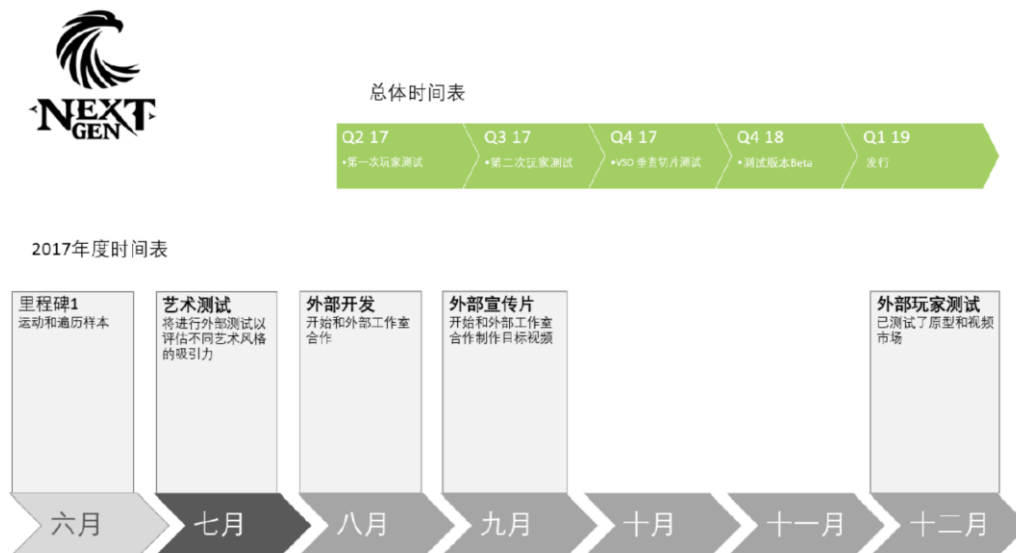 NEXT
GEN
总体时间表
Q2 17
•第一次玩家测试
Q3 17
•第二次玩家测试
Q4 17
•VSD 垂直切片测试
Q4 18
•测试版本Beta
Q1 19
发行
2017年度时间表
里程碑1
运动和遍历样本
艺术测试
将进行外部测试以
评估不同艺术风格
的吸引力
外部开发
开始和外部工作室
合作
外部宣传片
开始和外部工作室
合作制作目标视频
外部玩家测试
已测试了原型和视频
市场
六月
七月
八月
九月
十月
十一月
十二月